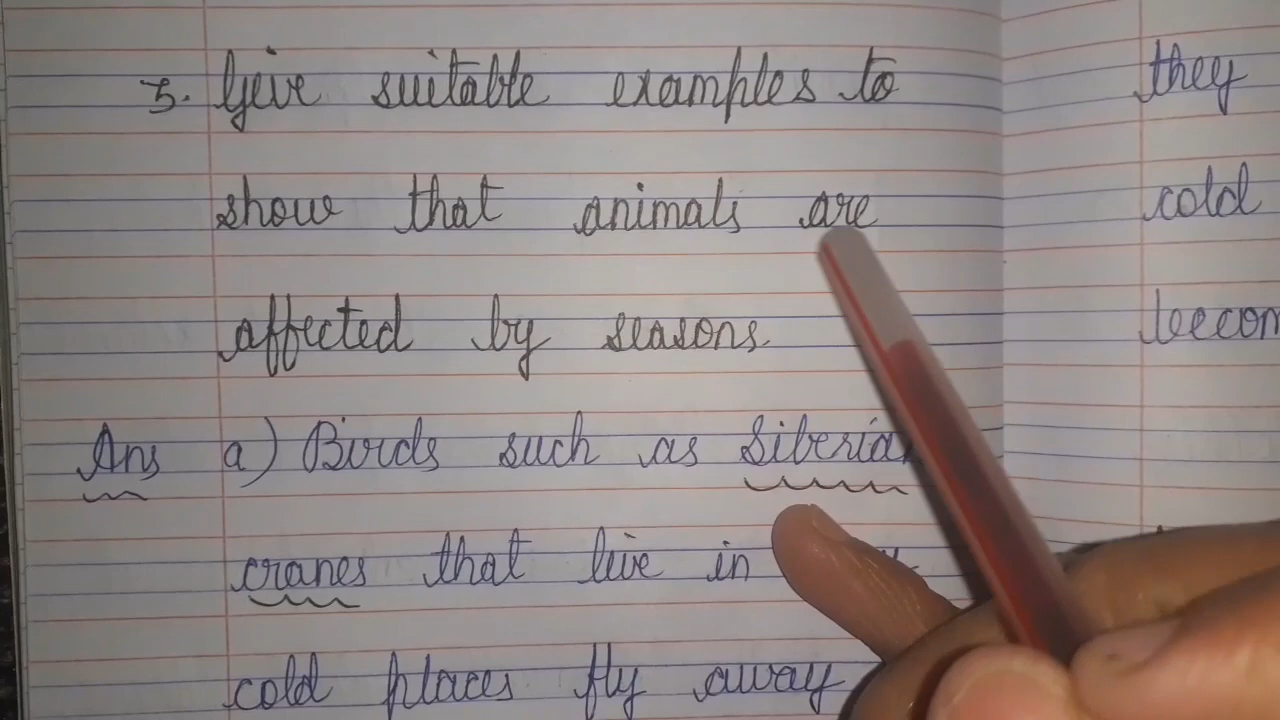 5. Give suitable examples to
show that animals are
affected by seasons.
Ans a) Birds such as Siberian
cranes that live in
cold places fly away
they
cold